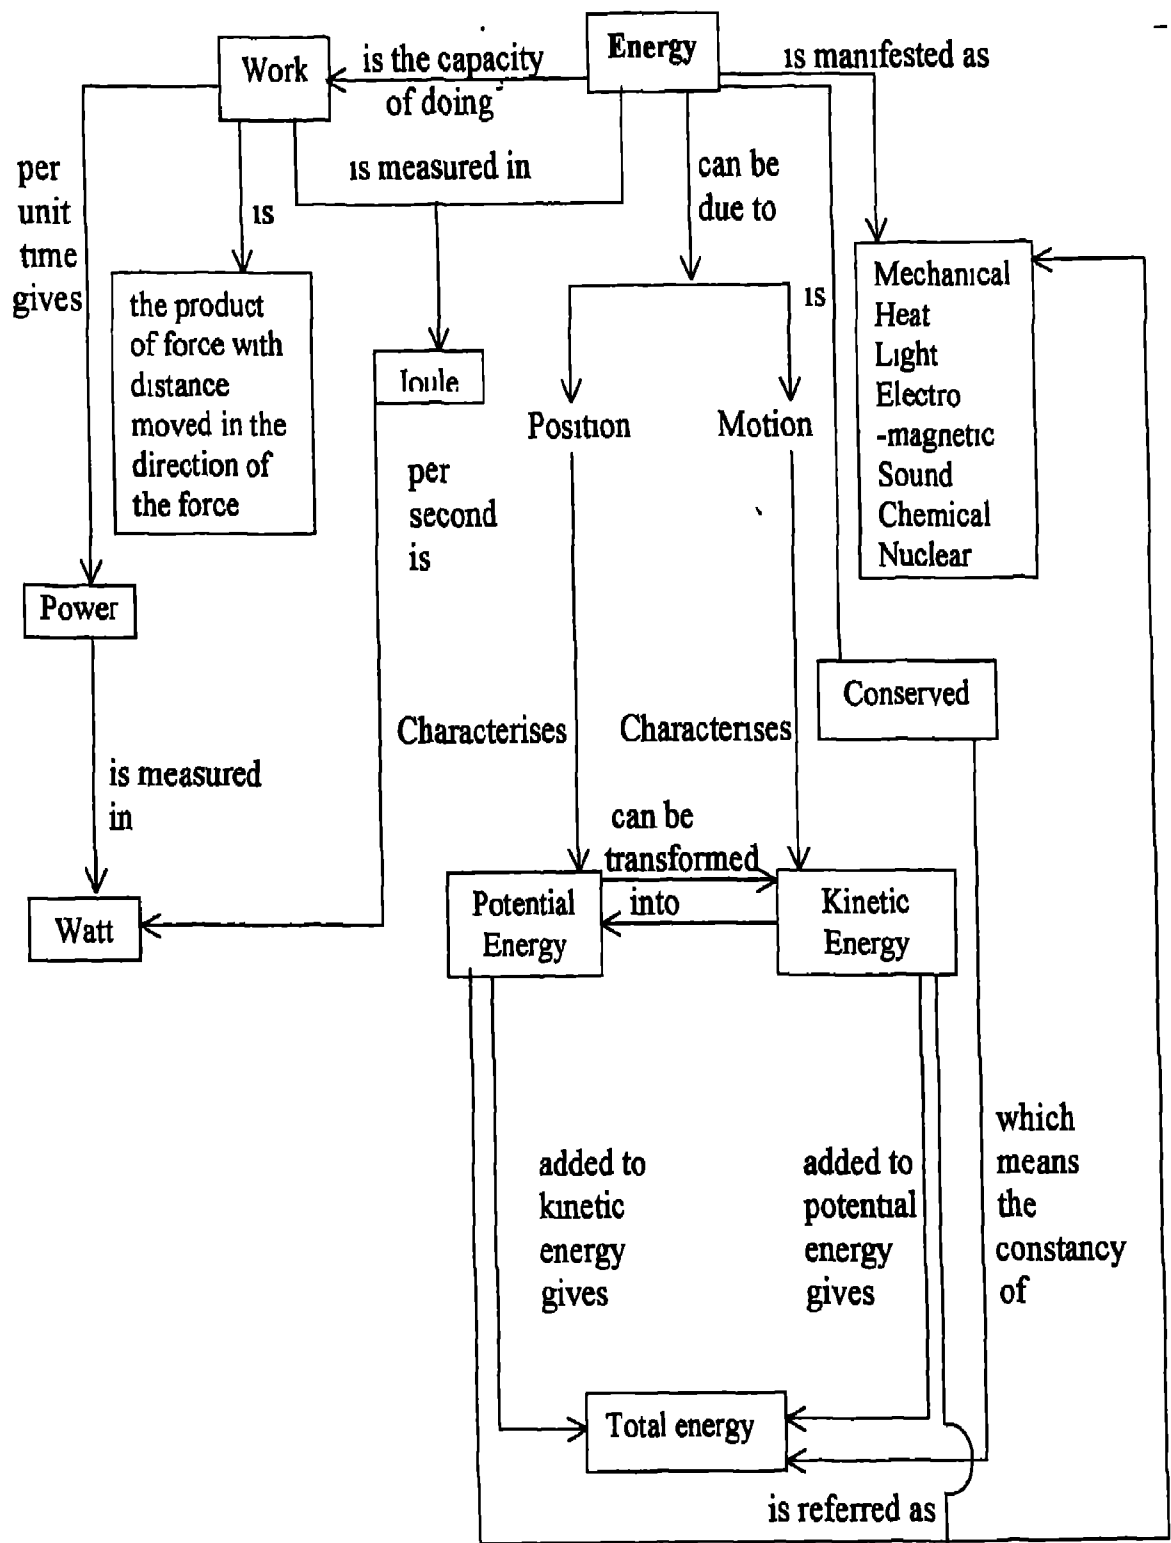 Energy
Work
is the capacity
of doing
is manifested as
is measured in
can be
due to
per
unit
time
gives
is
the product
of force with
distance
moved in the
direction of
the force
Joule
is
Mechanical
Heat
Light
Electro
-magnetic
Sound
Chemical
Nuclear
Position
Motion
per
second
is
Power
Conserved
Characterises
Characterises
is measured
in
can be
transformed
into
Potential
Energy
Kinetic
Energy
Watt
added to
kinetic
energy
gives
added to
potential
energy
gives
which
means
the
constancy
of
Total energy
is referred as